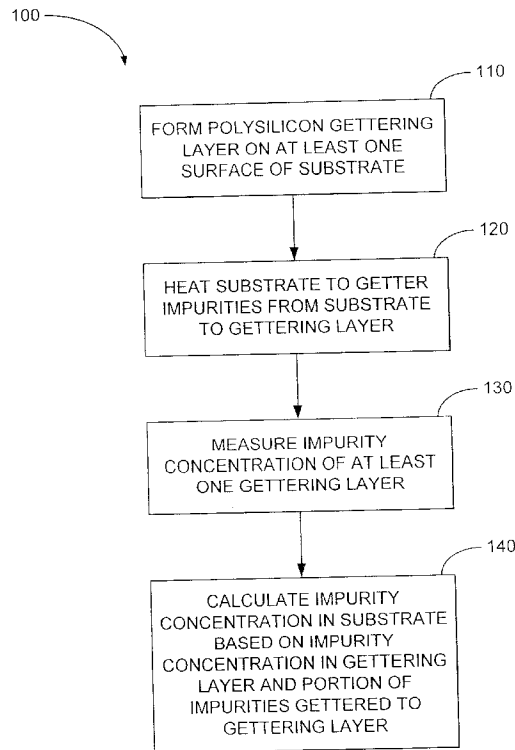 100
110
FORM POLYSILICON GETTERING
LAYER ON AT LEAST ONE
SURFACE OF SUBSTRATE
120
HEAT SUBSTRATE TO GETTER
IMPURITIES FROM SUBSTRATE
TO GETTERING LAYER
130
MEASURE IMPURITY
CONCENTRATION OF AT LEAST
ONE GETTERING LAYER
140
CALCULATE IMPURITY
CONCENTRATION IN SUBSTRATE
BASED ON IMPURITY
CONCENTRATION IN GETTERING
LAYER AND PORTION OF
IMPURITIES GETTERED TO
GETTERING LAYER